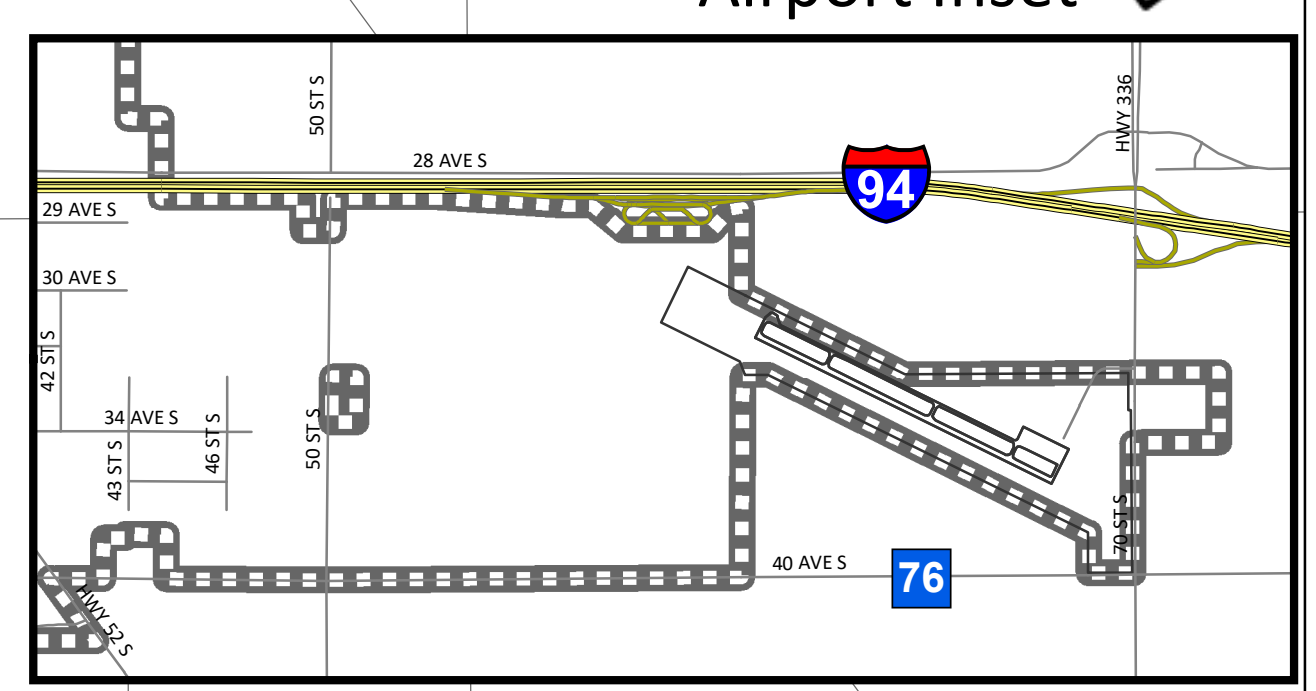 Airport Inset
50 ST S
HWY 336
28 AVE S
94
29 AVE S
30 AVE S
42 ST S
34 AVE S
43 ST S
46 ST S
50 ST S
70 ST S
40 AVE S
76
HWY 52 S